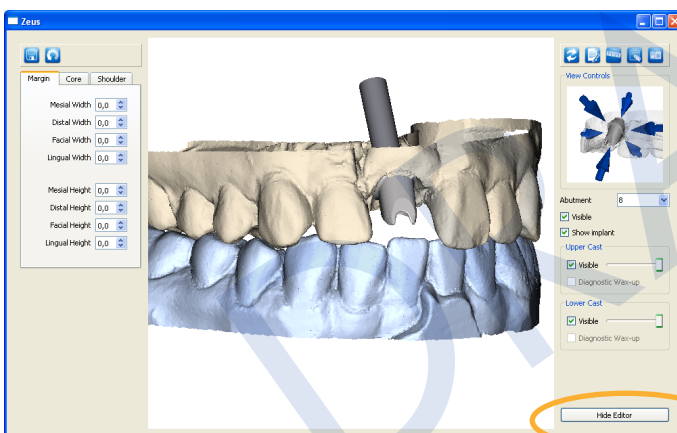 Zeus
Margin Core Shoulder
Mesial Width 0,0
Distal Width 0,0
Facial Width 0,0
Lingual Width 0,0
Mesial Height 0,0
Distal Height 0,0
Facial Height 0,0
Lingual Height 0,0
View Controls
Abutment 8
Visible
Show implant
Upper Cast
Visible
Diagnostic Wax-up
Lower Cast
Visible
Diagnostic Wax-up
Hide Editor